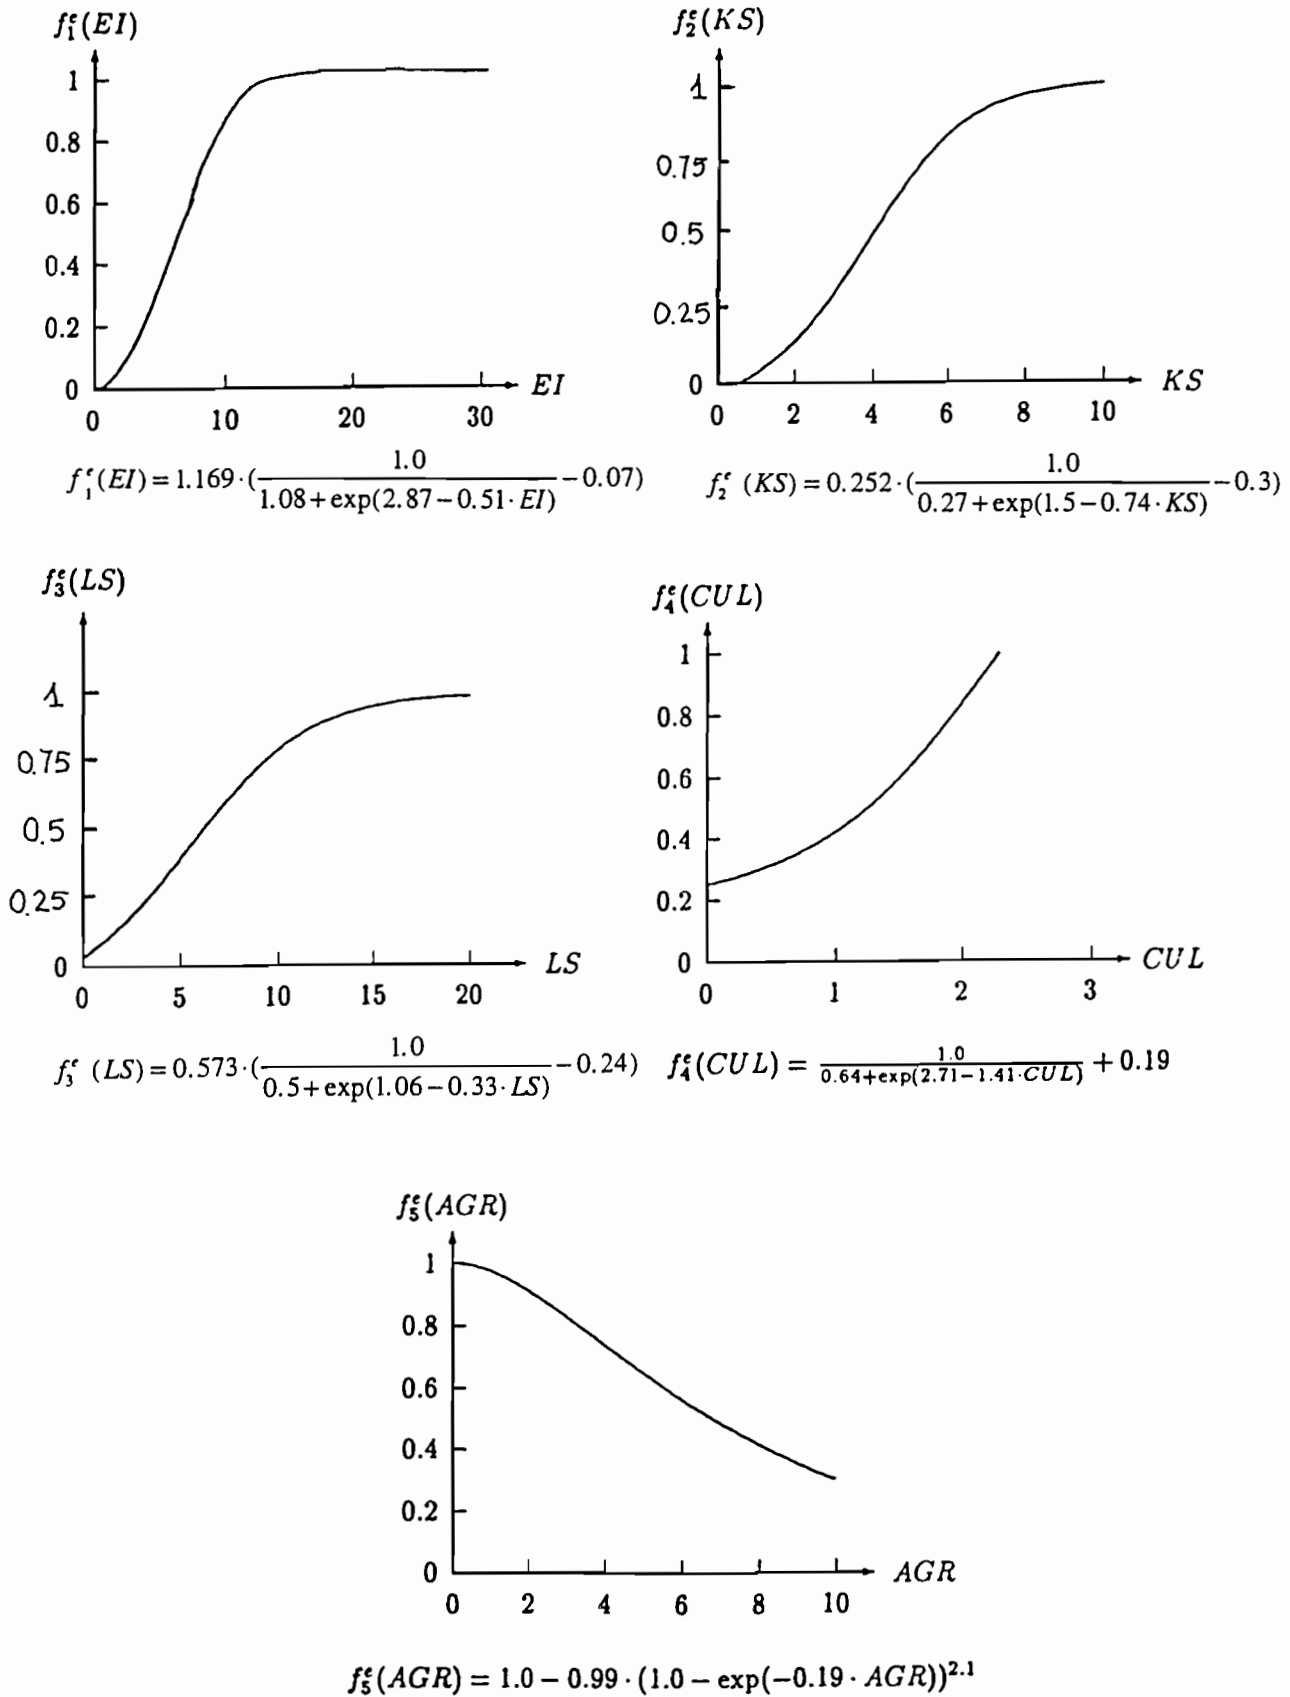 f₁ᵉ(EI)
1
0.8
0.6
0.4
0.2
0
0 10 20 30
EI
f₁ᵉ(EI) = 1.169·(1.0/(1.08+exp(2.87−0.51·EI)) −0.07)
f₂ᵉ(KS)
1
0.75
0.5
0.25
0
0 2 4 6 8 10
KS
f₂ᵉ (KS) = 0.252·(1.0/(0.27+exp(1.5−0.74·KS)) −0.3)
f₃ᵉ(LS)
1
0.75
0.5
0.25
0
0 5 10 15 20
LS
f₃ᵉ (LS) = 0.573·(1.0/(0.5+exp(1.06−0.33·LS)) −0.24)
f₄ᵉ(CUL)
1
0.8
0.6
0.4
0.2
0
0 1 2 3
CUL
f₄ᵉ(CUL) = 1.0/(0.64+exp(2.71−1.41·CUL)) + 0.19
f₅ᵉ(AGR)
1
0.8
0.6
0.4
0.2
0
0 2 4 6 8 10
AGR
f₅ᵉ(AGR) = 1.0 − 0.99 · (1.0 − exp(−0.19 · AGR))²·¹